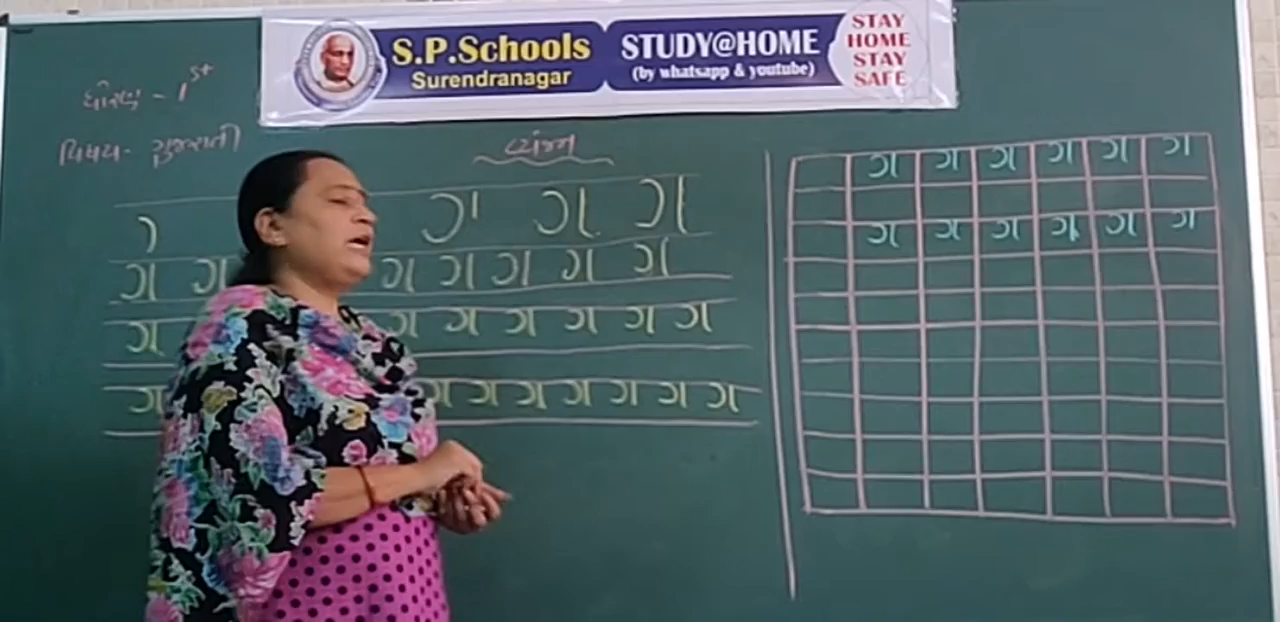 S.P.Schools
Surendranagar
STUDY@HOME
(by whatsapp & youtube)
STAY
HOME
STAY
SAFE
ધોરણ - 1st
વિષય - ગુજરાતી
વ્યંજન
ગ ગ ગ
ગ ગ ગ ગ ગ ગ ગ
ગ ગ ગ ગ ગ ગ ગ
ગ ગ ગ ગ ગ ગ ગ
ગ ગ ગ ગ ગ ગ
ગ ગ ગ ગ ગ ગ